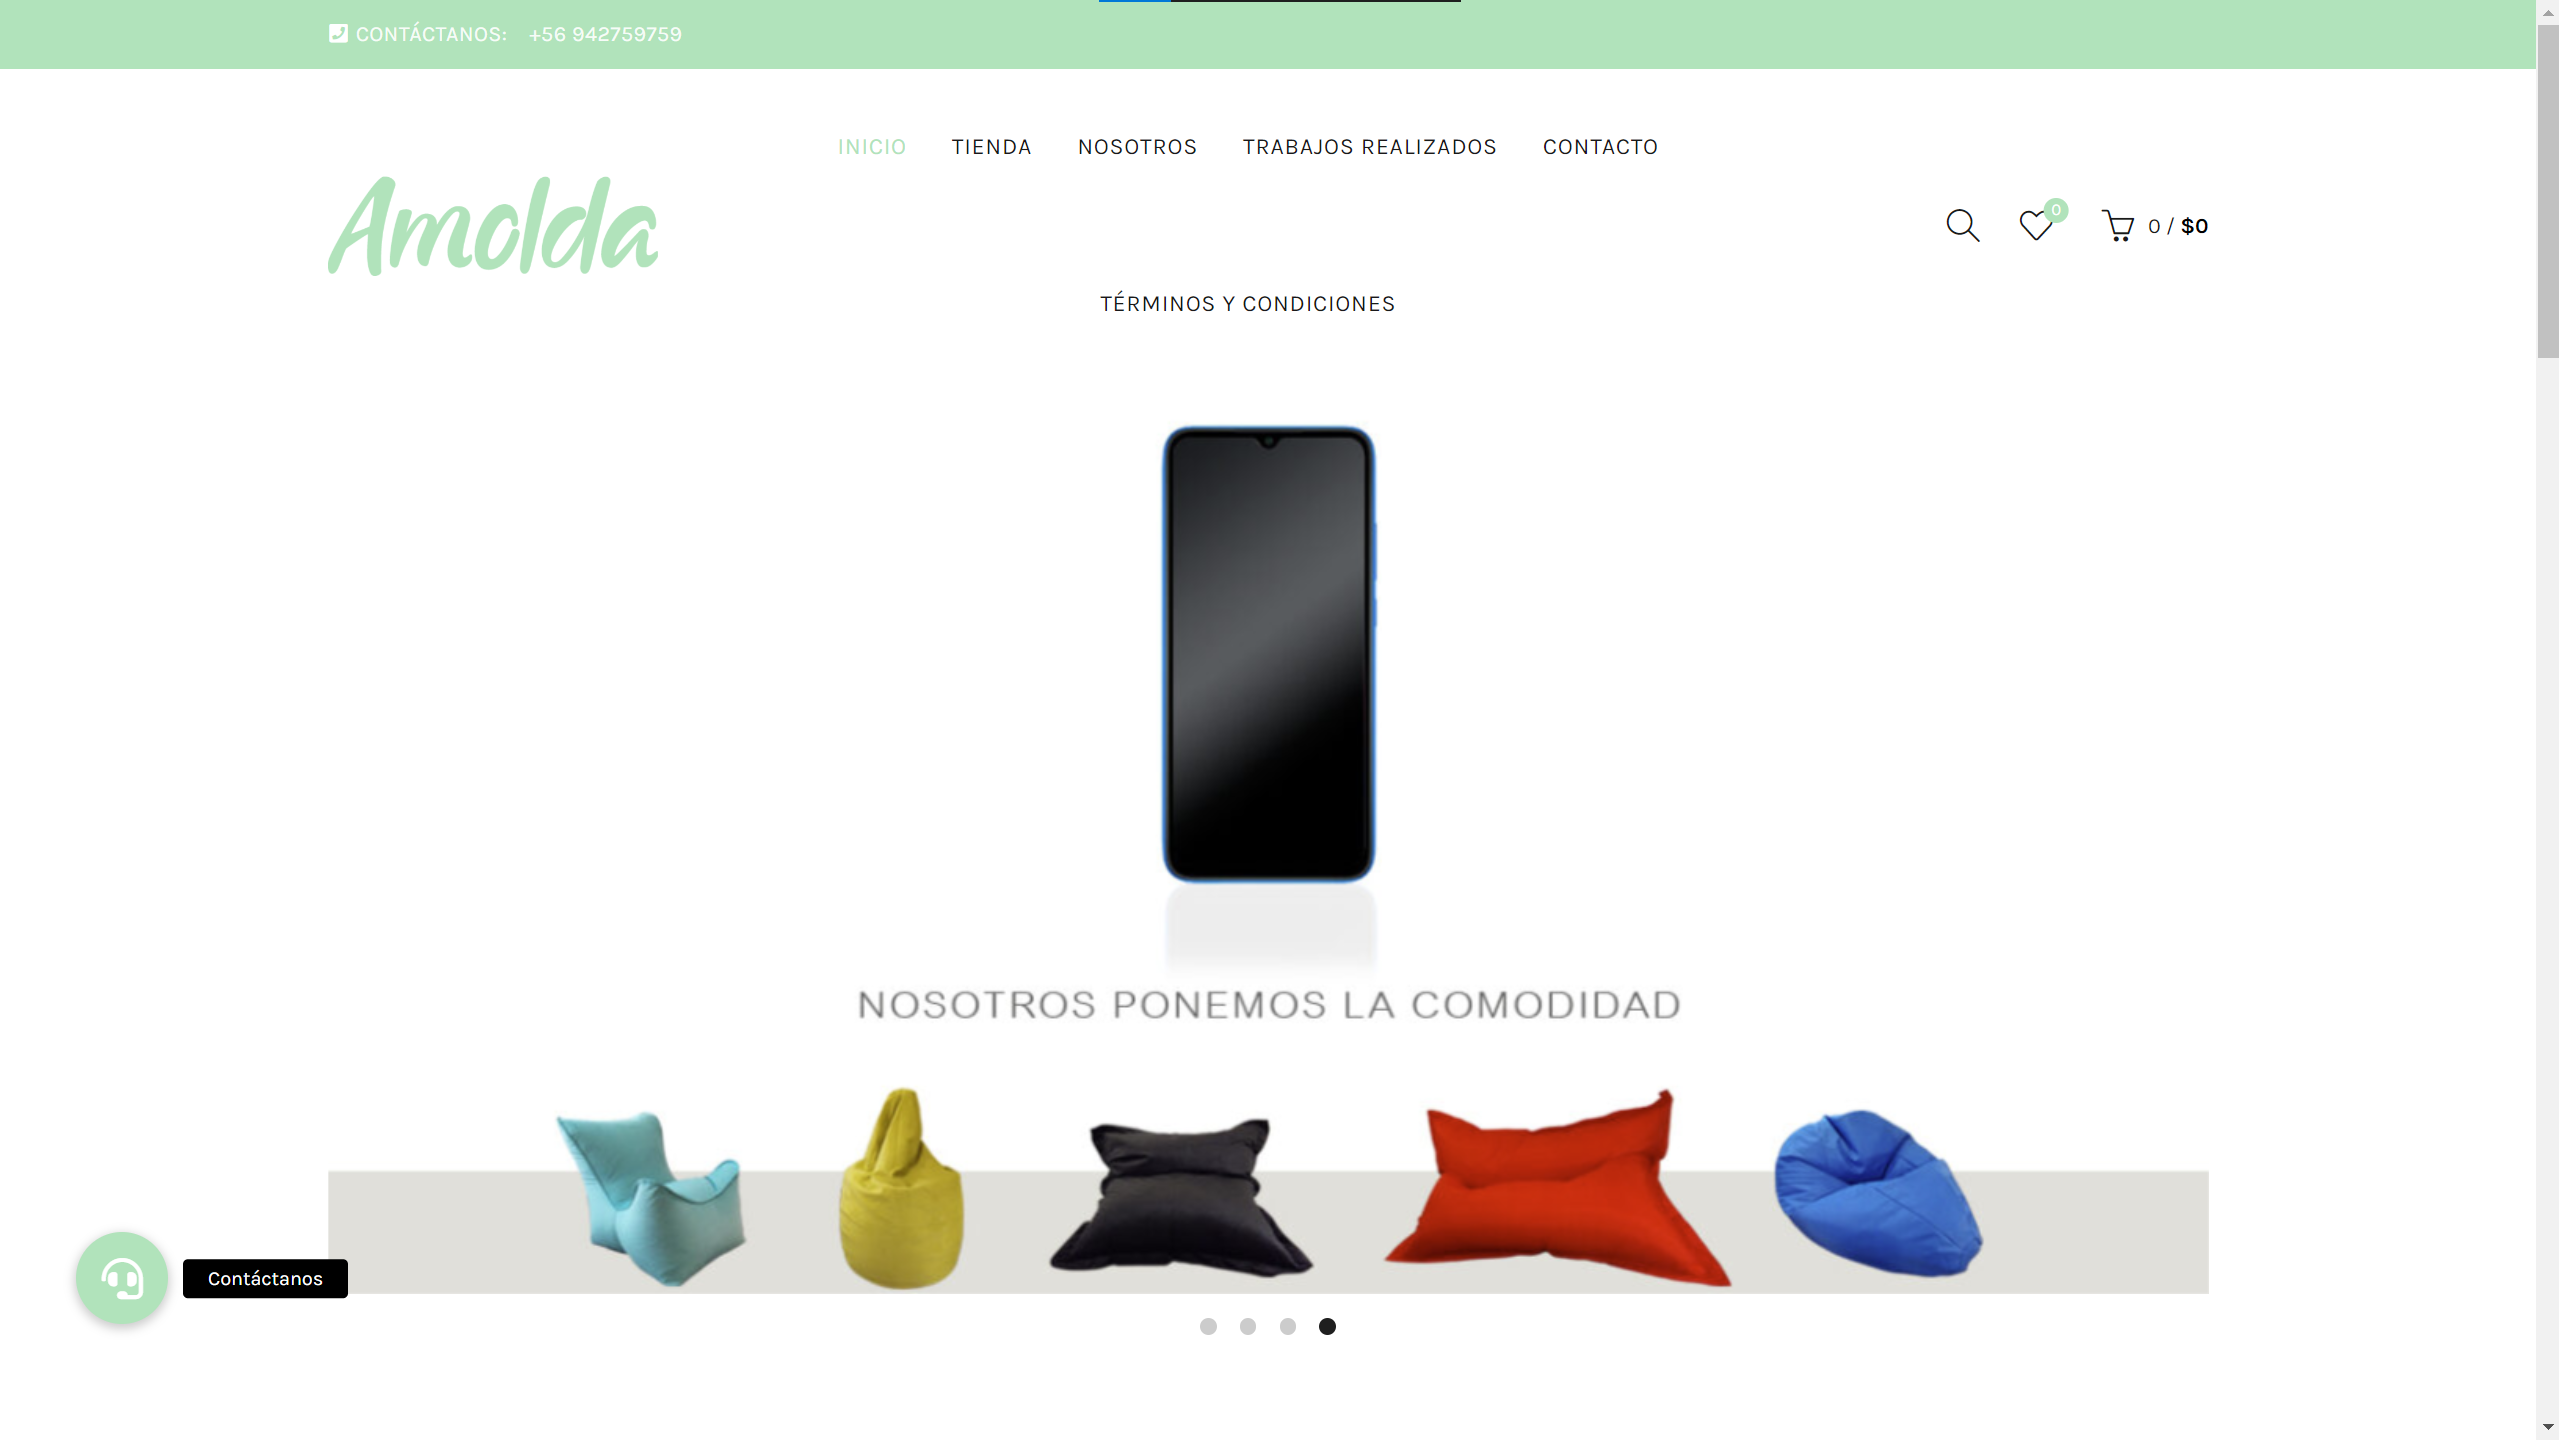 CONTÁCTANOS: +56 942759759
INICIO TIENDA NOSOTROS TRABAJOS REALIZADOS CONTACTO
Amolda
0
0 / $0
TÉRMINOS Y CONDICIONES
NOSOTROS PONEMOS LA COMODIDAD
Contáctanos